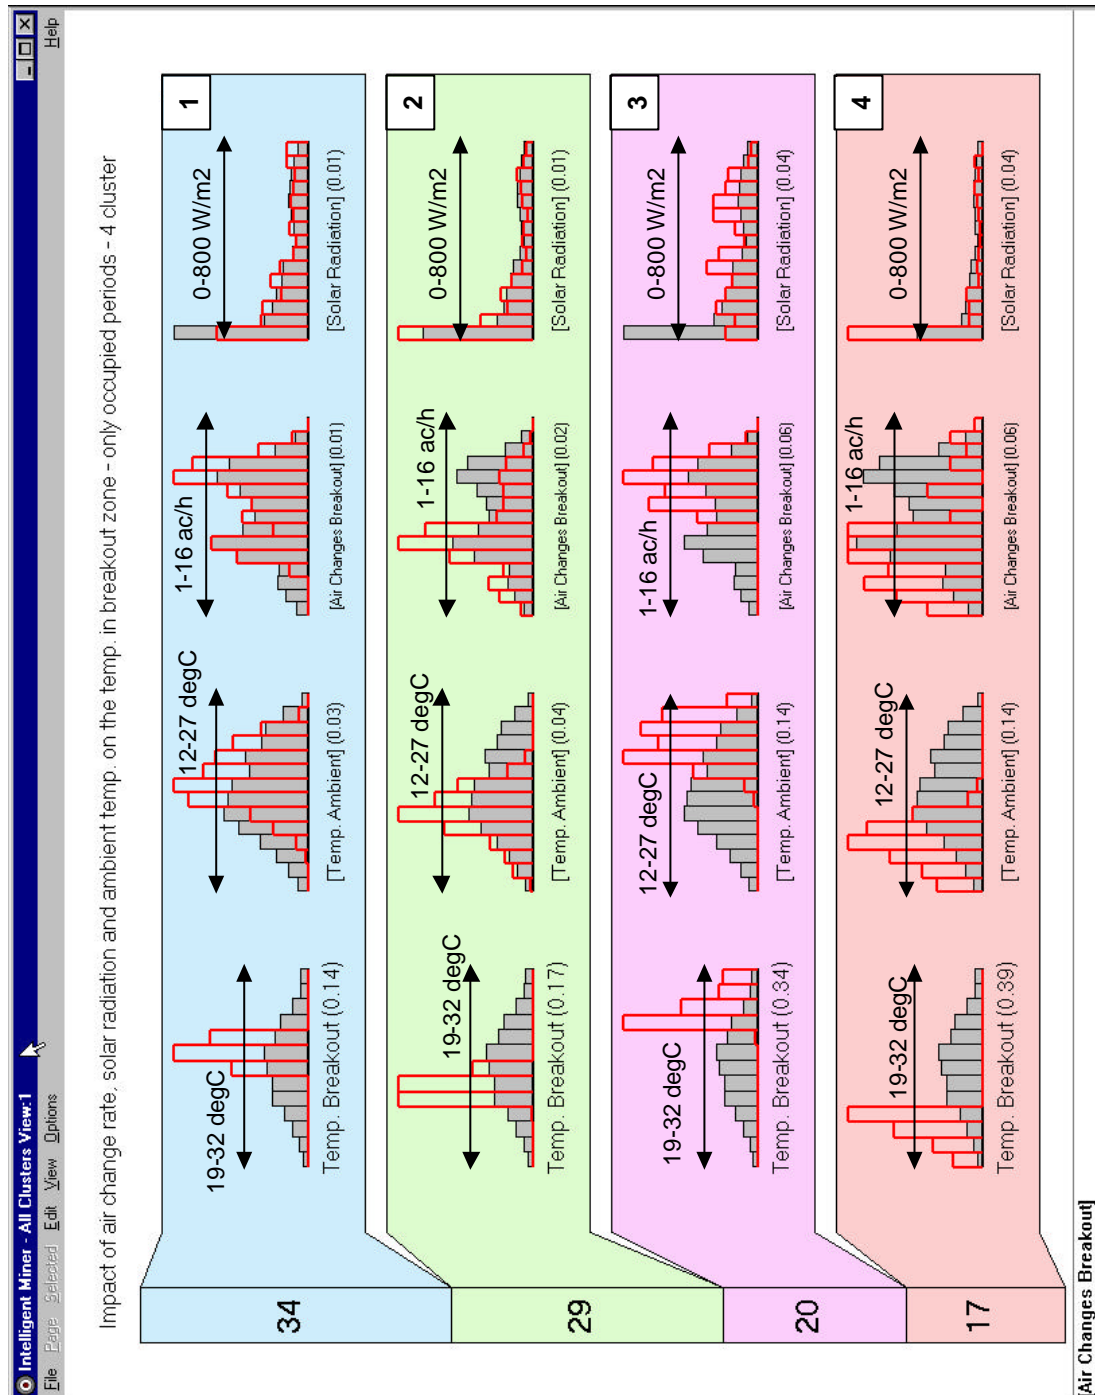 Intelligent Miner - All Clusters View:1
File Page Selected Edit View Options Help
Impact of air change rate, solar radiation and ambient temp. on the temp. in breakout zone - only occupied periods - 4 cluster
34
19-32 degC
12-27 degC
1-16 ac/h
0-800 W/m2
1
Temp. Breakout (0.14)
[Temp. Ambient] (0.03)
[Air Changes Breakout] (0.01)
[Solar Radiation] (0.01)
29
19-32 degC
12-27 degC
1-16 ac/h
0-800 W/m2
2
Temp. Breakout (0.17)
[Temp. Ambient] (0.04)
[Air Changes Breakout] (0.02)
[Solar Radiation] (0.01)
20
19-32 degC
12-27 degC
1-16 ac/h
0-800 W/m2
3
Temp. Breakout (0.34)
[Temp. Ambient] (0.14)
[Air Changes Breakout] (0.06)
[Solar Radiation] (0.04)
17
19-32 degC
12-27 degC
1-16 ac/h
0-800 W/m2
4
Temp. Breakout (0.39)
[Temp. Ambient] (0.14)
[Air Changes Breakout] (0.06)
[Solar Radiation] (0.04)
[Air Changes Breakout]